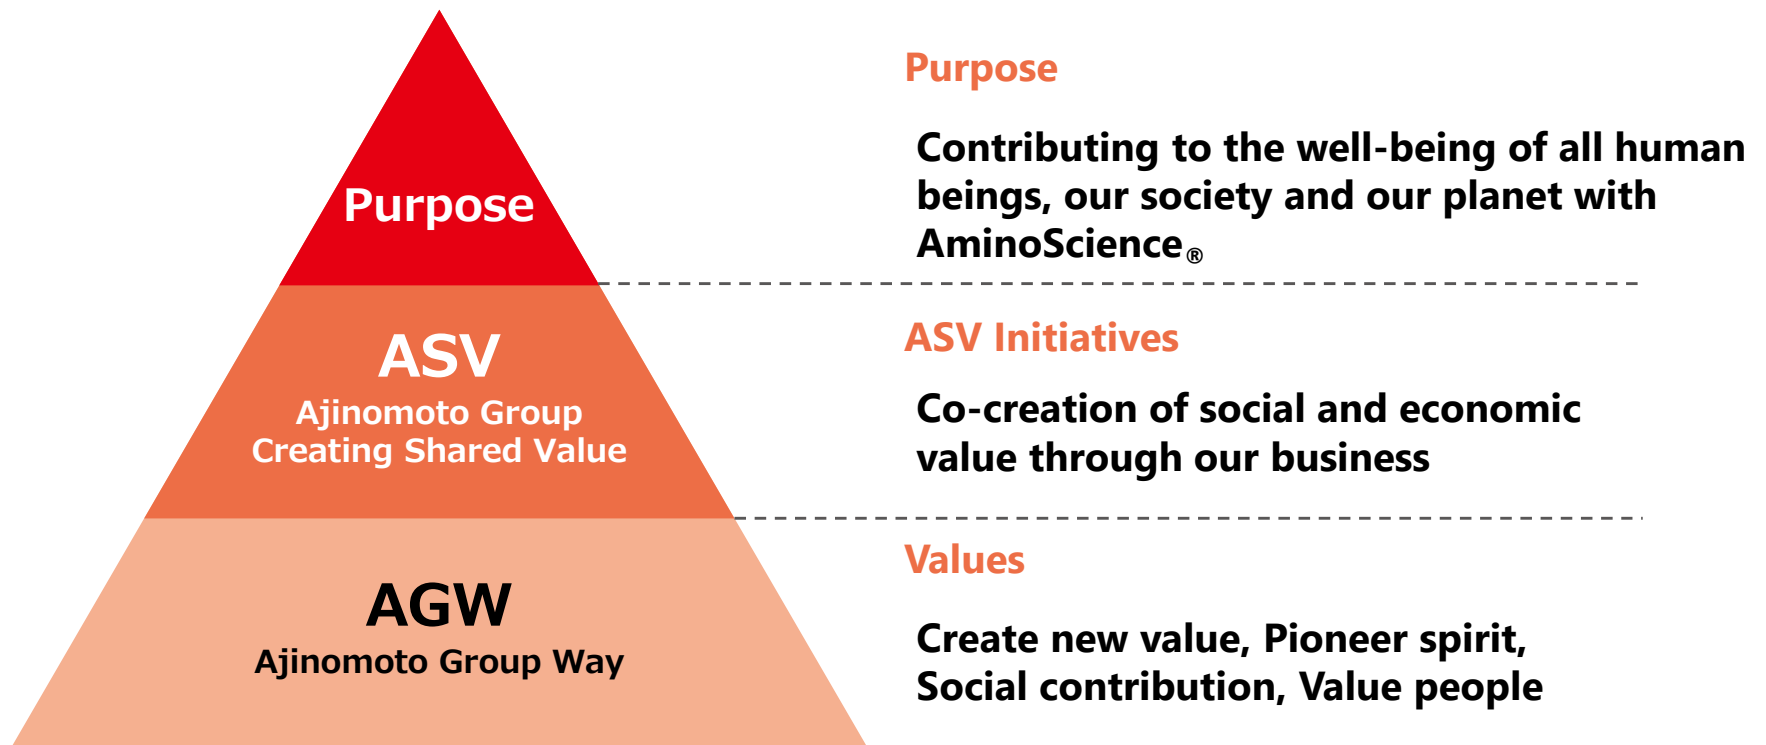 Purpose
Purpose
Contributing to the well-being of all human
beings, our society and our planet with
AminoScience®
ASV
Ajinomoto Group
Creating Shared Value
ASV Initiatives
Co-creation of social and economic
value through our business
AGW
Ajinomoto Group Way
Values
Create new value, Pioneer spirit,
Social contribution, Value people